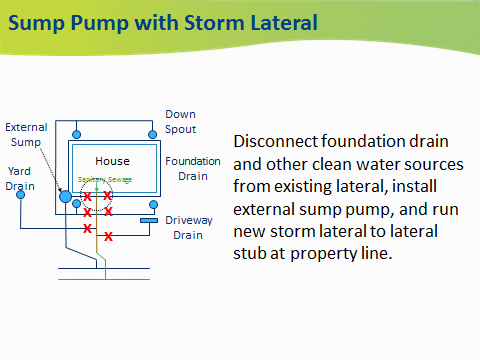 Sump Pump with Storm Lateral
Down
Spout
External
Sump
House
Foundation
Drain
Yard
Drain
Sanitary Sewage
X X
X X
X
X
Driveway
Drain
Disconnect foundation drain
and other clean water sources
from existing lateral, install
external sump pump, and run
new storm lateral to lateral
stub at property line.